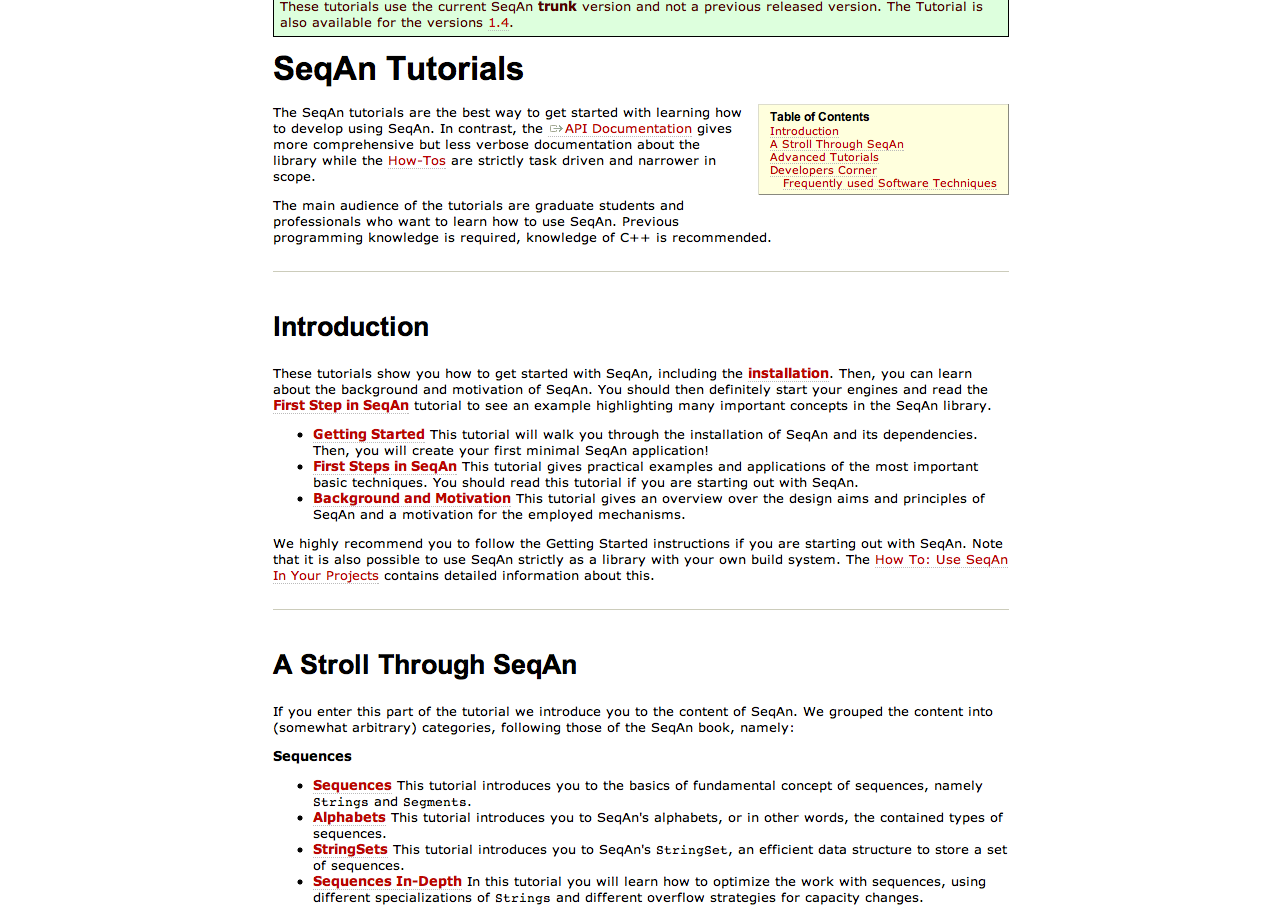 These tutorials use the current SeqAn trunk version and not a previous released version. The Tutorial is
also available for the versions 1.4.
SeqAn Tutorials
The SeqAn tutorials are the best way to get started with learning how
to develop using SeqAn. In contrast, the API Documentation gives
more comprehensive but less verbose documentation about the
library while the How-Tos are strictly task driven and narrower in
scope.
Table of Contents
Introduction
A Stroll Through SeqAn
Advanced Tutorials
Developers Corner
Frequently used Software Techniques
The main audience of the tutorials are graduate students and
professionals who want to learn how to use SeqAn. Previous
programming knowledge is required, knowledge of C++ is recommended.
Introduction
These tutorials show you how to get started with SeqAn, including the installation. Then, you can learn
about the background and motivation of SeqAn. You should then definitely start your engines and read the
First Step in SeqAn tutorial to see an example highlighting many important concepts in the SeqAn library.
• Getting Started This tutorial will walk you through the installation of SeqAn and its dependencies.
Then, you will create your first minimal SeqAn application!
• First Steps in SeqAn This tutorial gives practical examples and applications of the most important
basic techniques. You should read this tutorial if you are starting out with SeqAn.
• Background and Motivation This tutorial gives an overview over the design aims and principles of
SeqAn and a motivation for the employed mechanisms.
We highly recommend you to follow the Getting Started instructions if you are starting out with SeqAn. Note
that it is also possible to use SeqAn strictly as a library with your own build system. The How To: Use SeqAn
In Your Projects contains detailed information about this.
A Stroll Through SeqAn
If you enter this part of the tutorial we introduce you to the content of SeqAn. We grouped the content into
(somewhat arbitrary) categories, following those of the SeqAn book, namely:
Sequences
• Sequences This tutorial introduces you to the basics of fundamental concept of sequences, namely
Strings and Segments.
• Alphabets This tutorial introduces you to SeqAn's alphabets, or in other words, the contained types of
sequences.
• StringSets This tutorial introduces you to SeqAn's StringSet, an efficient data structure to store a set
of sequences.
• Sequences In-Depth In this tutorial you will learn how to optimize the work with sequences, using
different specializations of Strings and different overflow strategies for capacity changes.